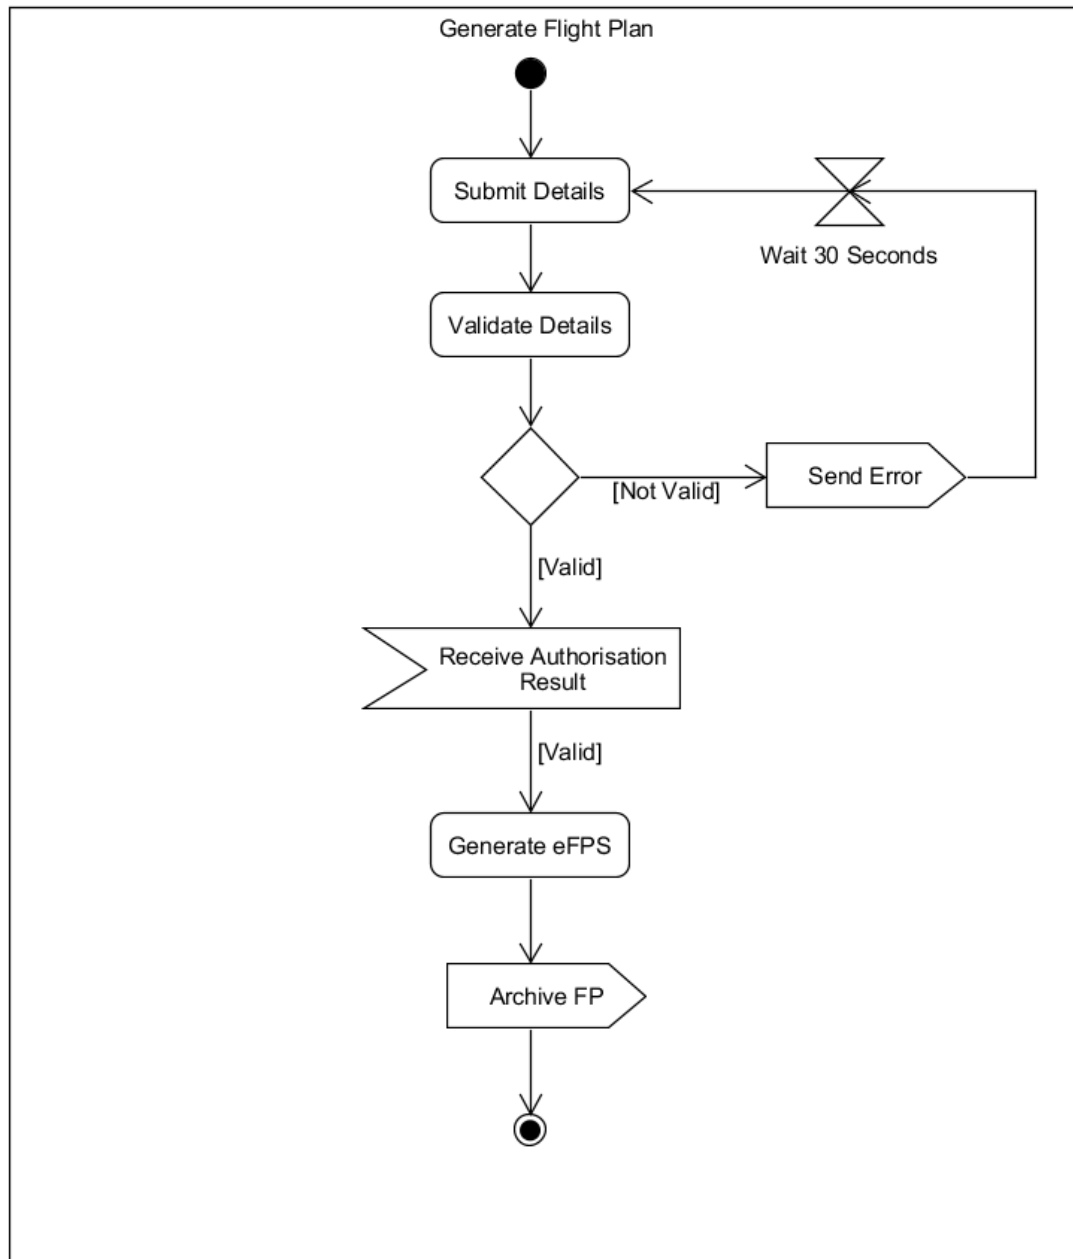 Generate Flight Plan
Submit Details
Wait 30 Seconds
Validate Details
[Not Valid]
Send Error
[Valid]
Receive Authorisation
Result
[Valid]
Generate eFPS
Archive FP